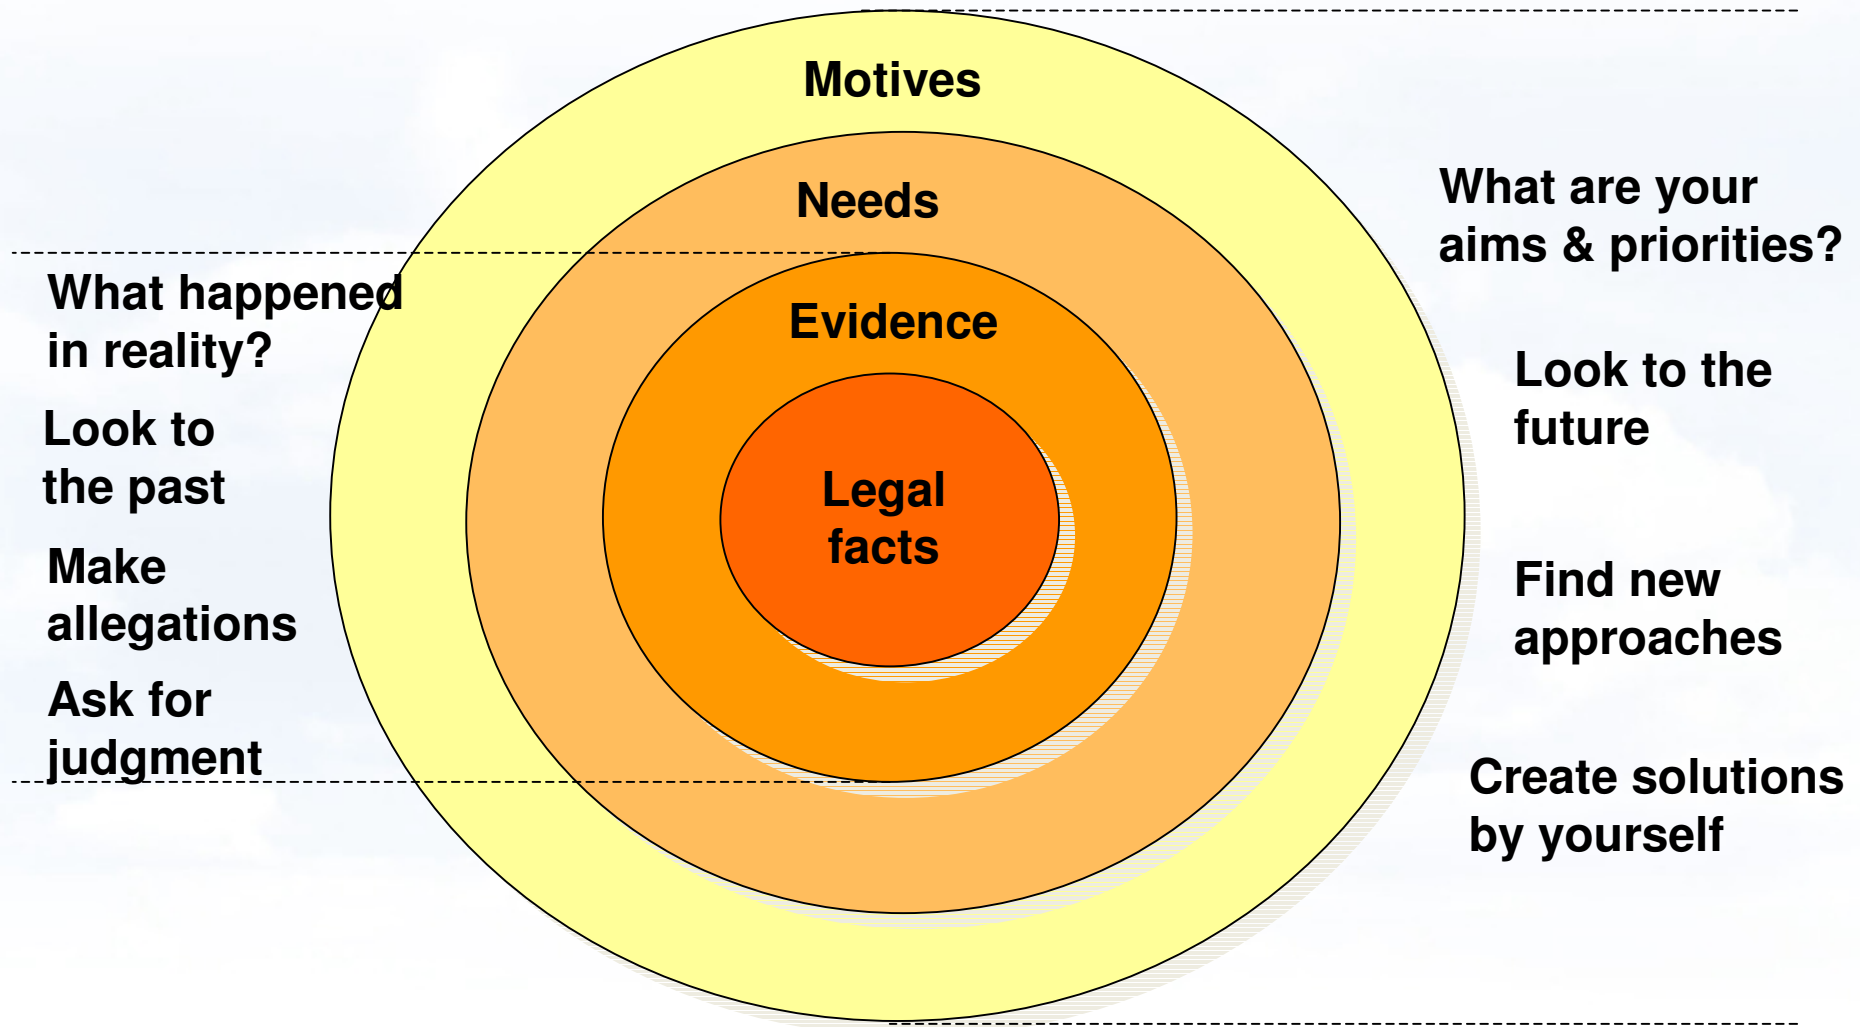 Motives
Needs
Evidence
Legal
facts
What happened
in reality?
Look to
the past
Make
allegations
Ask for
judgment
What are your
aims & priorities?
Look to the
future
Find new
approaches
Create solutions
by yourself